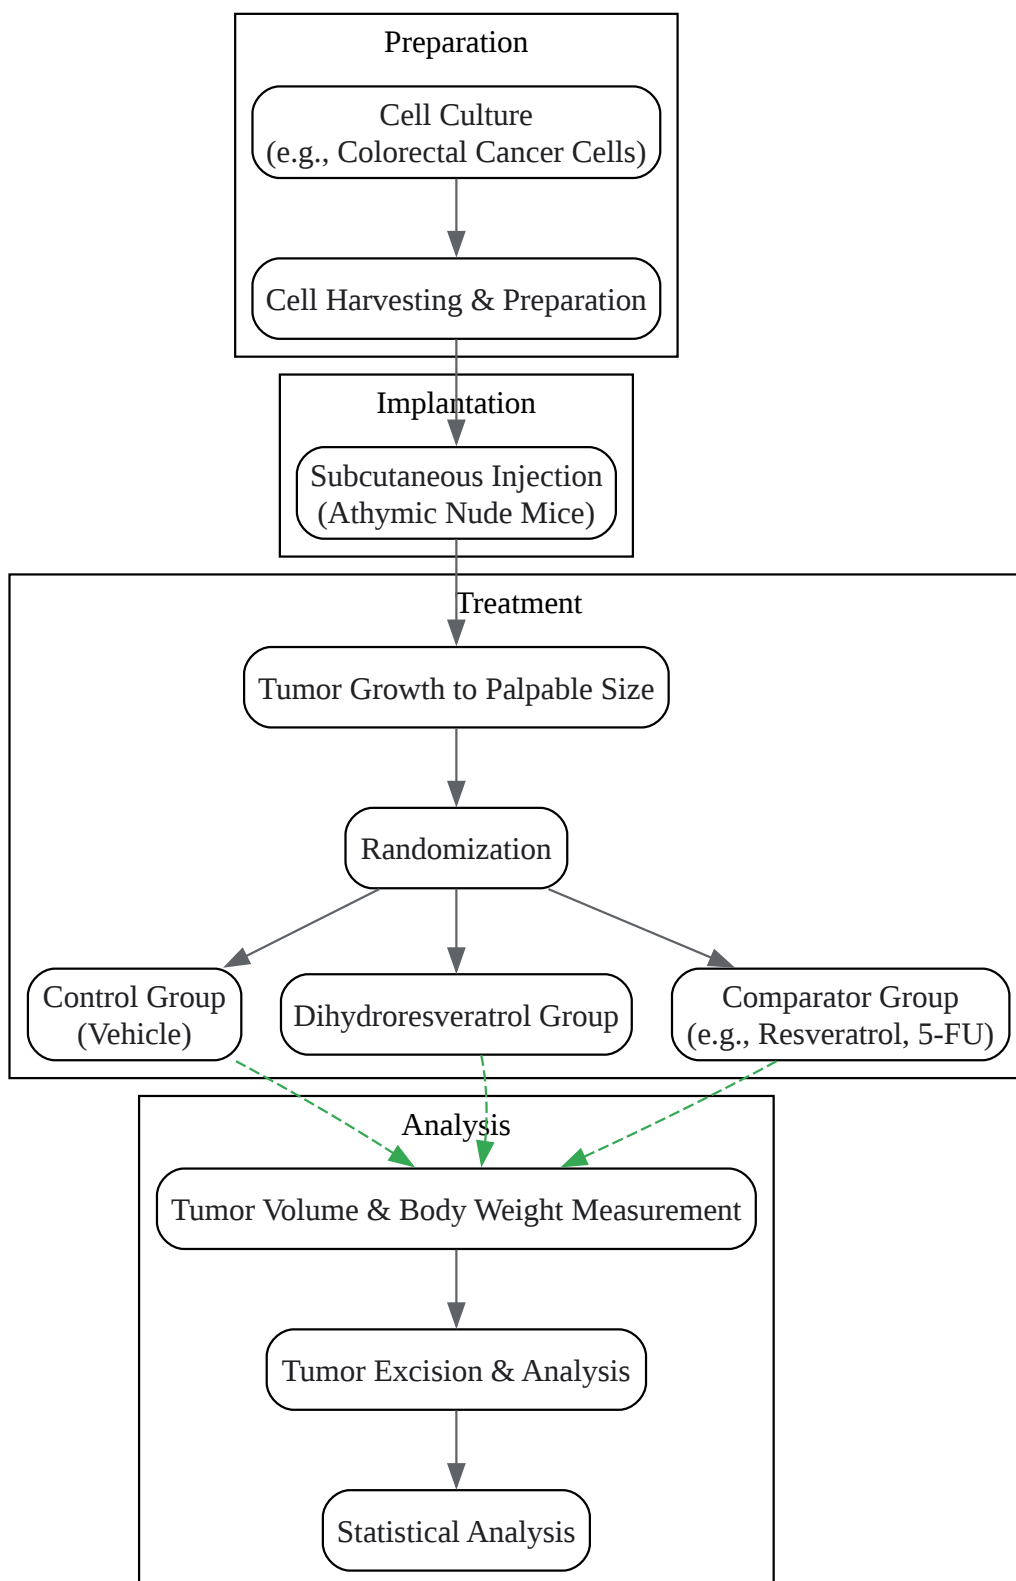 Preparation
Cell Culture
(e.g., Colorectal Cancer Cells)
Cell Harvesting & Preparation
Implantation
Subcutaneous Injection
(Athymic Nude Mice)
Treatment
Tumor Growth to Palpable Size
Randomization
Control Group
(Vehicle)
Dihydroresveratrol Group
Comparator Group
(e.g., Resveratrol, 5-FU)
Analysis
Tumor Volume & Body Weight Measurement
Tumor Excision & Analysis
Statistical Analysis